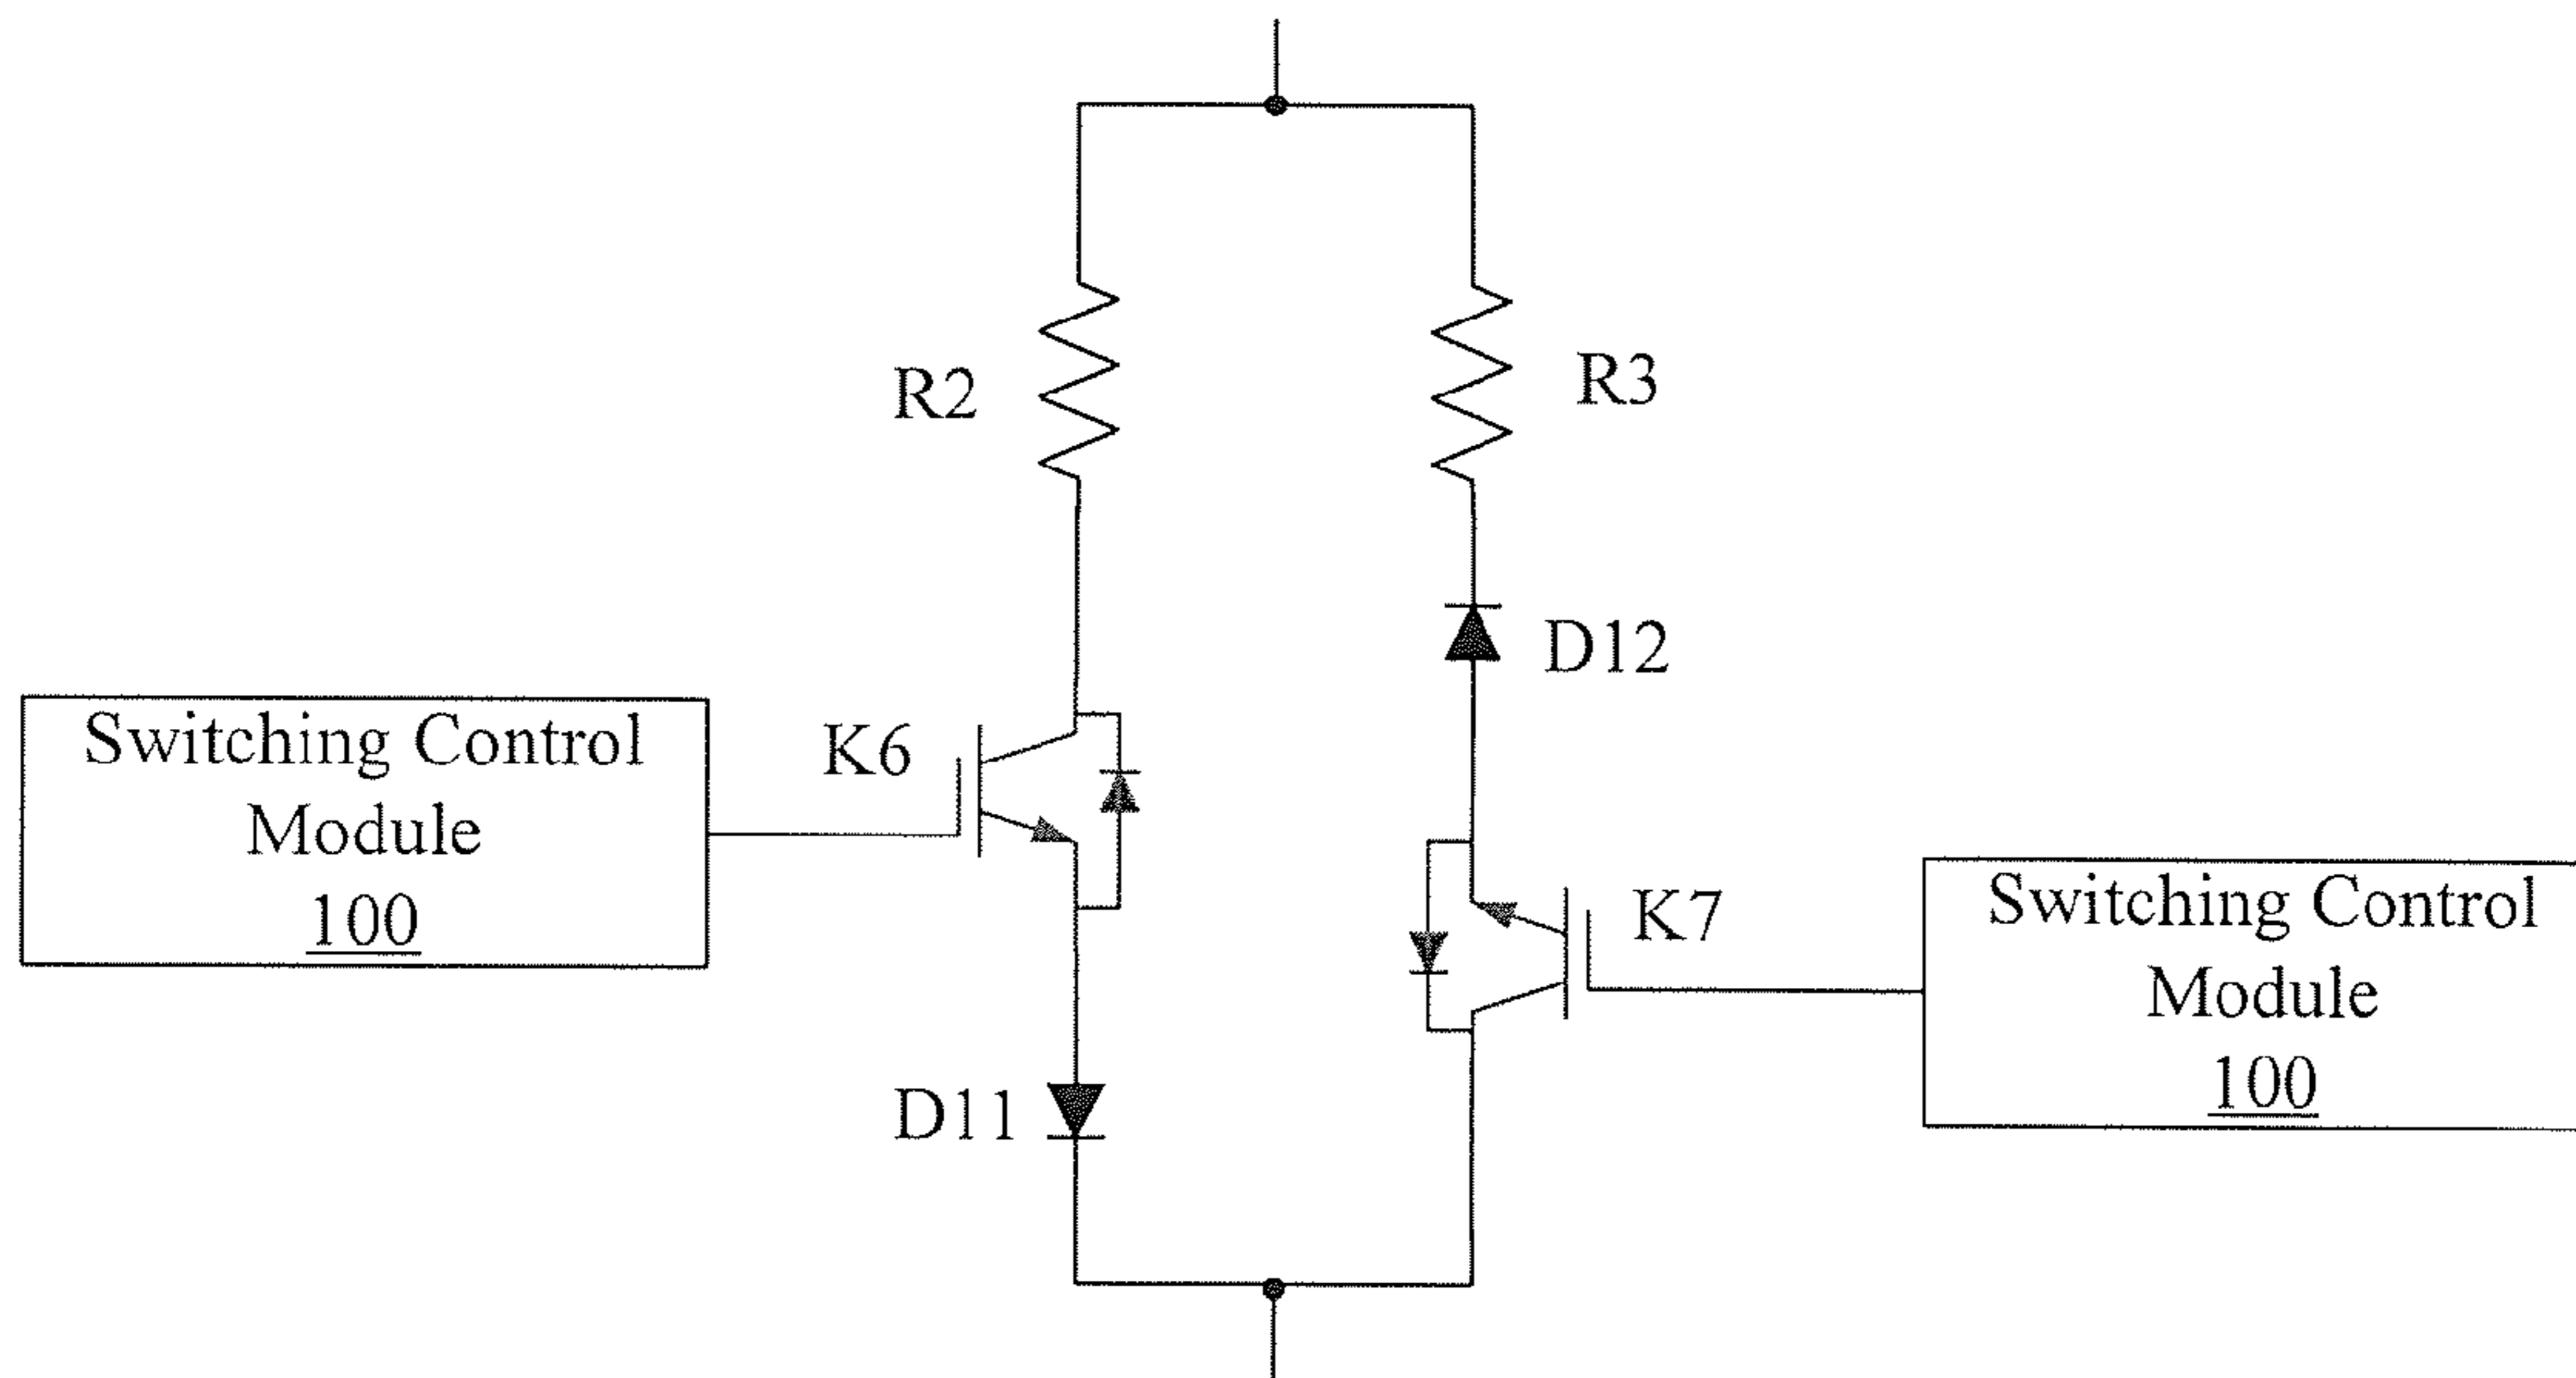 R2
R3
D12
Switching Control
Module
100
K6
K7
Switching Control
Module
100
D11